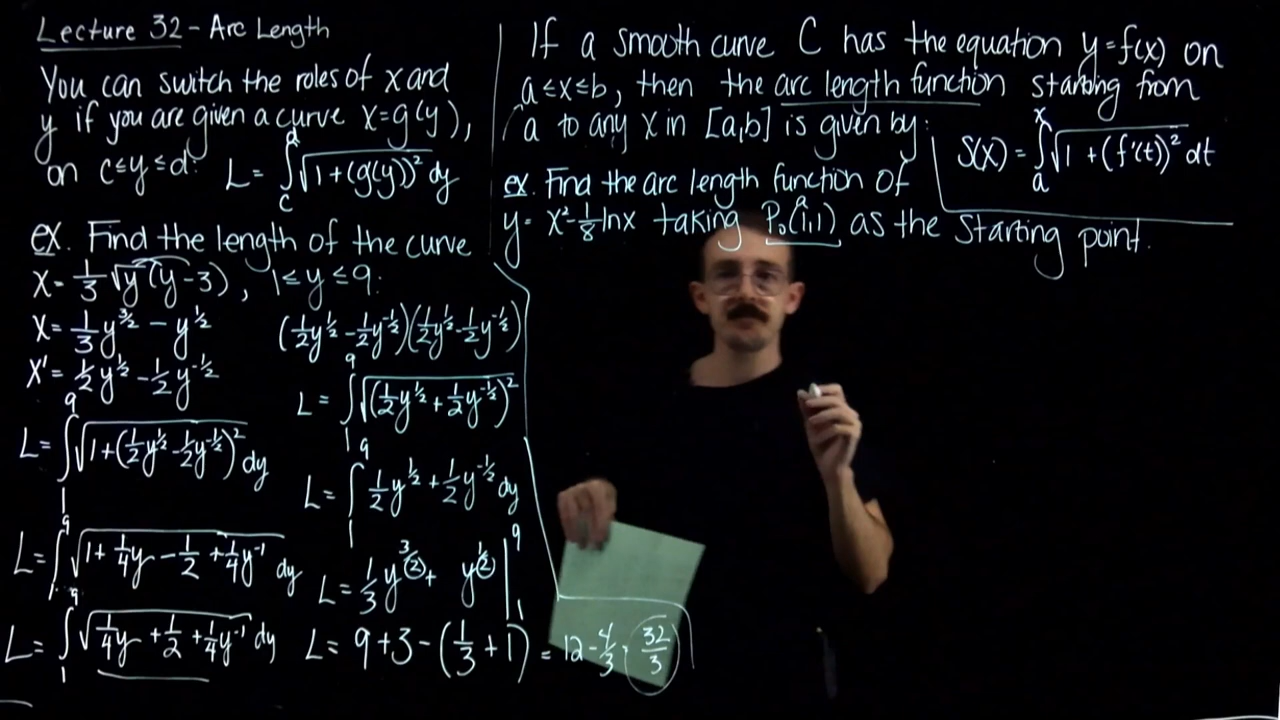 Lecture 32 - Arc Length
You can switch the roles of x and
y if you are given a curve x=g(y),
on c≤y≤d: L = ∫_c^d √(1+(g'(y))²) dy
ex. Find the length of the curve
x = 1/3 √y (y-3), 1≤y≤9:
x = 1/3 y^(3/2) - y^(1/2)
x' = 1/2 y^(1/2) - 1/2 y^(-1/2)
L = ∫_1^9 √(1+(1/2 y^(1/2) - 1/2 y^(-1/2))²) dy
L = ∫_1^9 √(1+1/4 y - 1/2 + 1/4 y^(-1)) dy
L = ∫_1^9 √(1/4 y + 1/2 + 1/4 y^(-1)) dy
(1/2 y^(1/2) - 1/2 y^(-1/2))(1/2 y^(1/2) - 1/2 y^(-1/2))
L = ∫_1^9 √((1/2 y^(1/2) + 1/2 y^(-1/2))²)
L = ∫_1^9 1/2 y^(1/2) + 1/2 y^(-1/2) dy
L = 1/3 y^(3/2) + y^(1/2) |_1^9
L = 9+3-(1/3+1) = 12 - 4/3 = 32/3
If a smooth curve C has the equation y=f(x) on
a≤x≤b, then the arc length function starting from
a to any x in [a,b] is given by:
S(x) = ∫_a^x √(1+(f'(t))²) dt
ex. Find the arc length function of
y = x² - 1/8 ln x taking P₀(1,1) as the starting point.
a